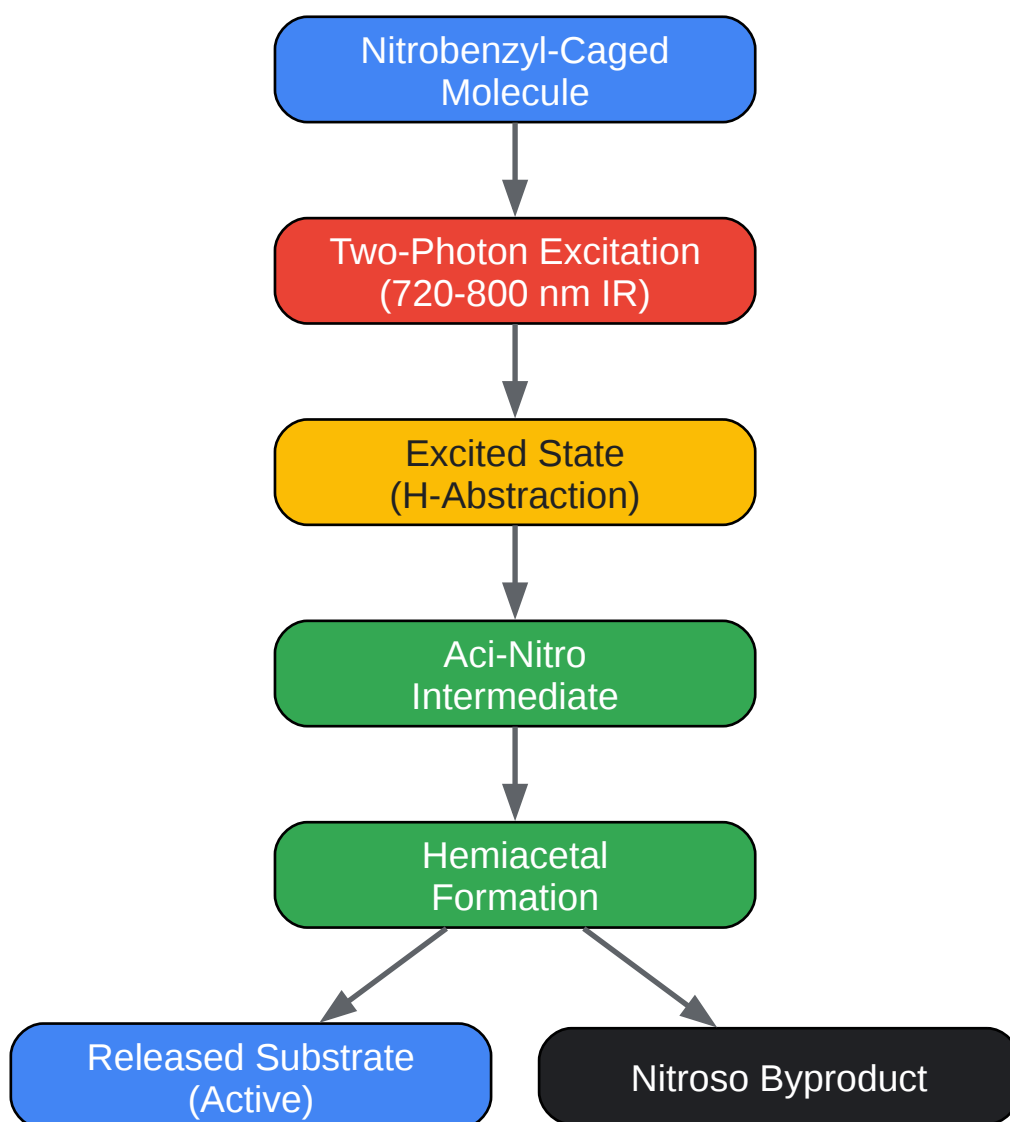 Nitrobenzyl-Caged
Molecule
Two-Photon Excitation
(720-800 nm IR)
Excited State
(H-Abstraction)
Aci-Nitro
Intermediate
Hemiacetal
Formation
Released Substrate
(Active)
Nitroso Byproduct